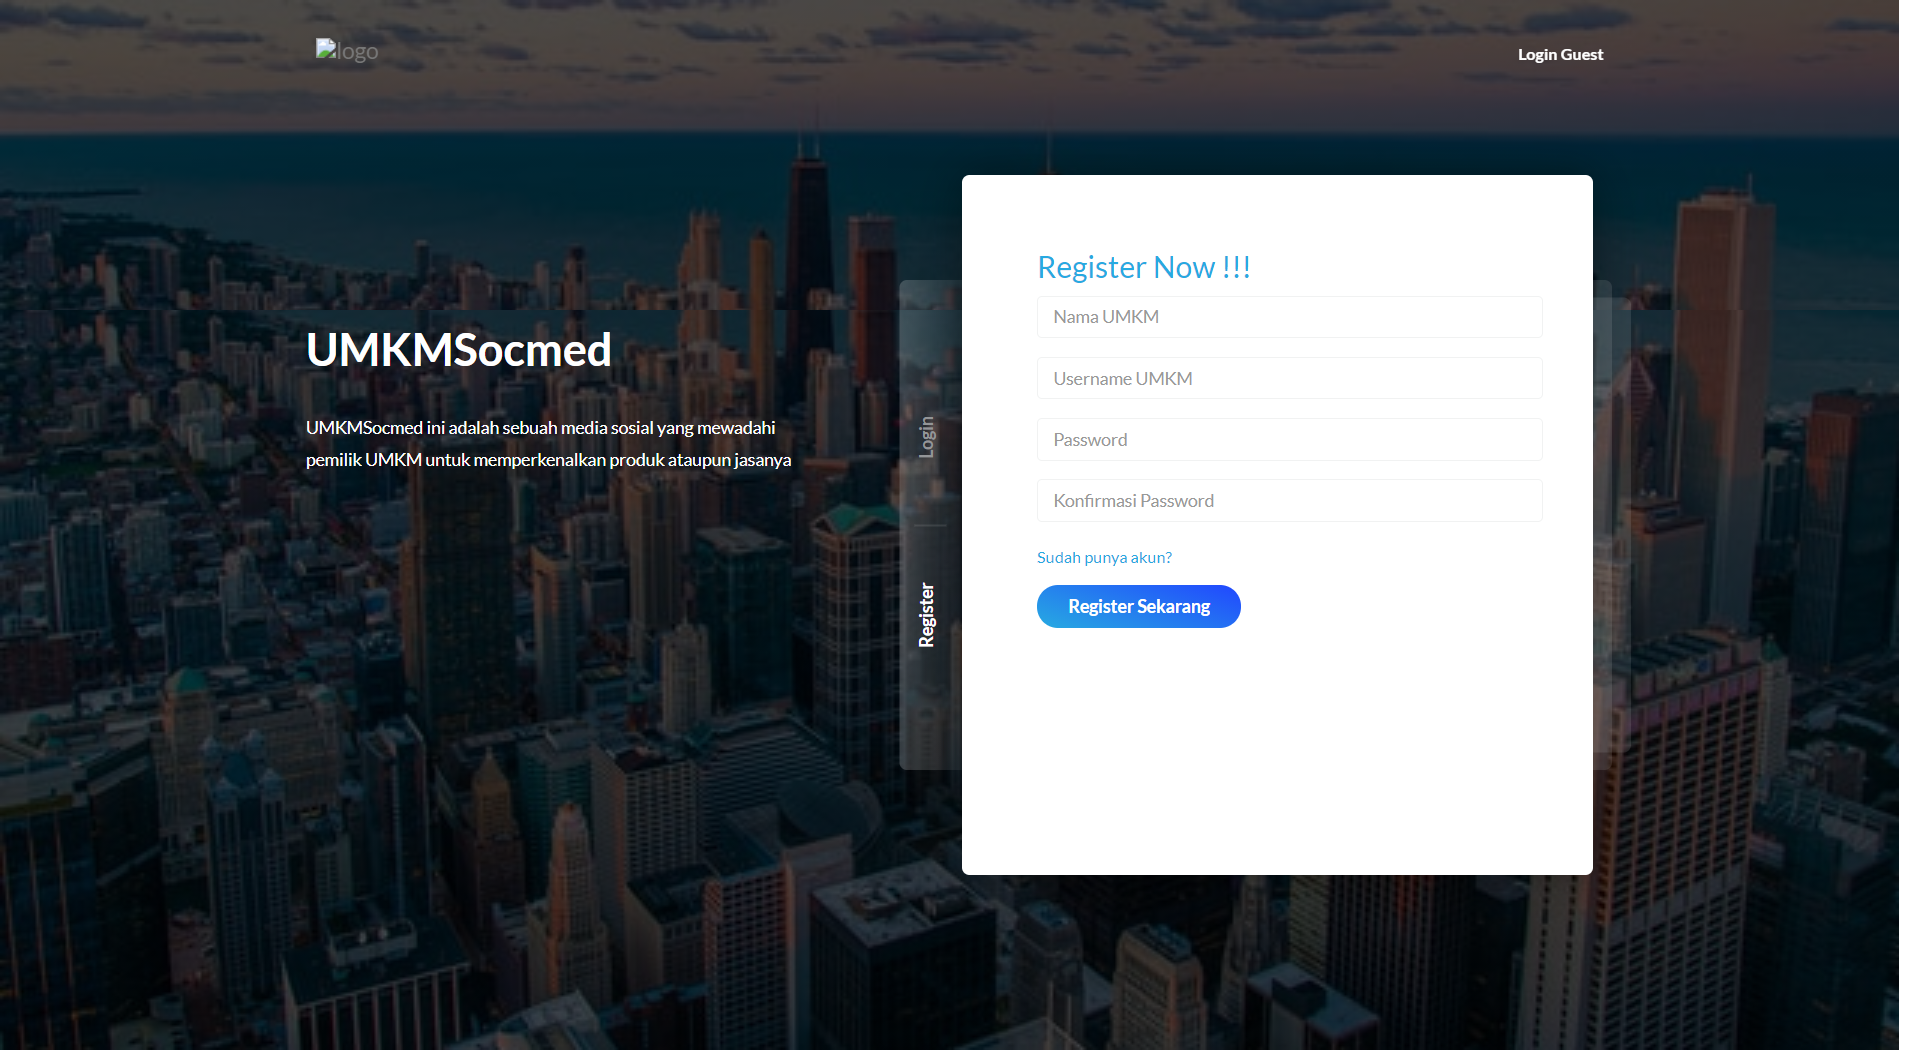 logo
Login Guest
UMKMSocmed
UMKMSocmed ini adalah sebuah media sosial yang mewadahi
pemilik UMKM untuk memperkenalkan produk ataupun jasanya
Login
Register
Register Now !!!
Nama UMKM
Username UMKM
Password
Konfirmasi Password
Sudah punya akun?
Register Sekarang